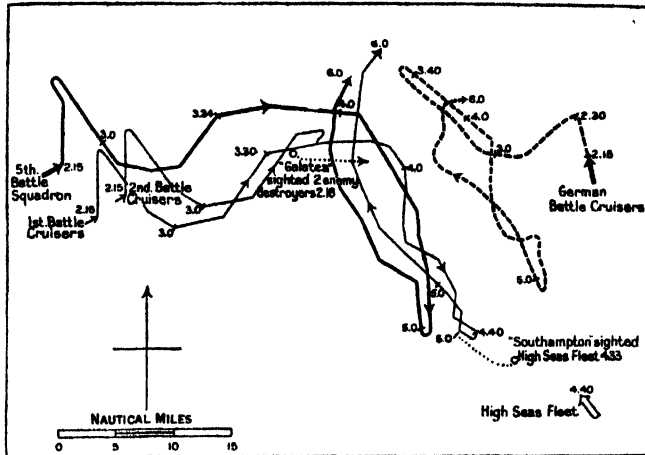 6.0
6.0
3.40
3.34
4.0
6.0
4.0
2.30
3.0
3.30
3.0
2.15
5th.
Battle
Squadron
2.15
2nd. Battle
Cruisers
Galatea
sighted 2 enemy
destroyers 2.18
4.0
2.15
German
Battle Cruisers
2.15
1st. Battle
Cruisers
3.0
3.0
5.0
6.0
5.0
5.0
4.40
"Southampton" sighted
High Seas Fleet 4.33
4.40
High Seas Fleet
NAUTICAL MILES
0
5
10
15